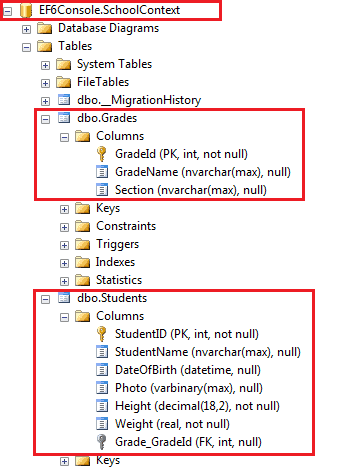 EF6Console.SchoolContext
Database Diagrams
Tables
System Tables
FileTables
dbo.__MigrationHistory
dbo.Grades
Columns
GradeId (PK, int, not null)
GradeName (nvarchar(max), null)
Section (nvarchar(max), null)
Keys
Constraints
Triggers
Indexes
Statistics
dbo.Students
Columns
StudentID (PK, int, not null)
StudentName (nvarchar(max), null)
DateOfBirth (datetime, null)
Photo (varbinary(max), null)
Height (decimal(18,2), not null)
Weight (real, not null)
Grade_GradeId (FK, int, null)
Keys